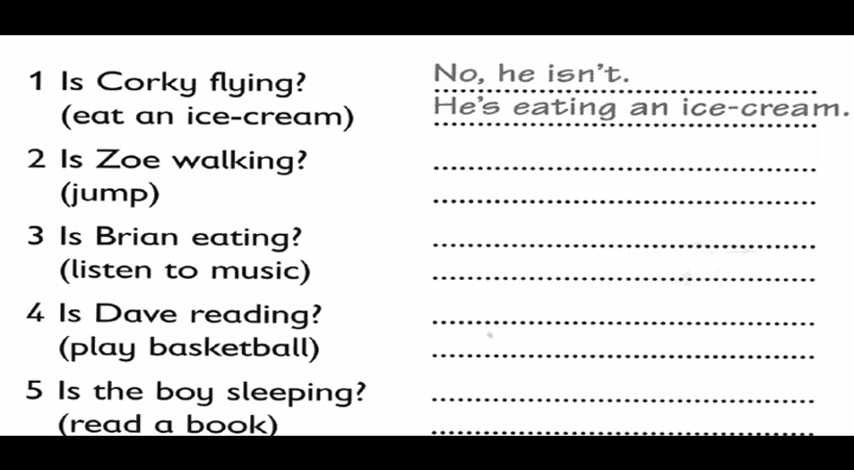 1 Is Corky flying? No, he isn't.
(eat an ice-cream) He's eating an ice-cream.
2 Is Zoe walking?
(jump)
3 Is Brian eating?
(listen to music)
4 Is Dave reading?
(play basketball)
5 Is the boy sleeping?
(read a book)